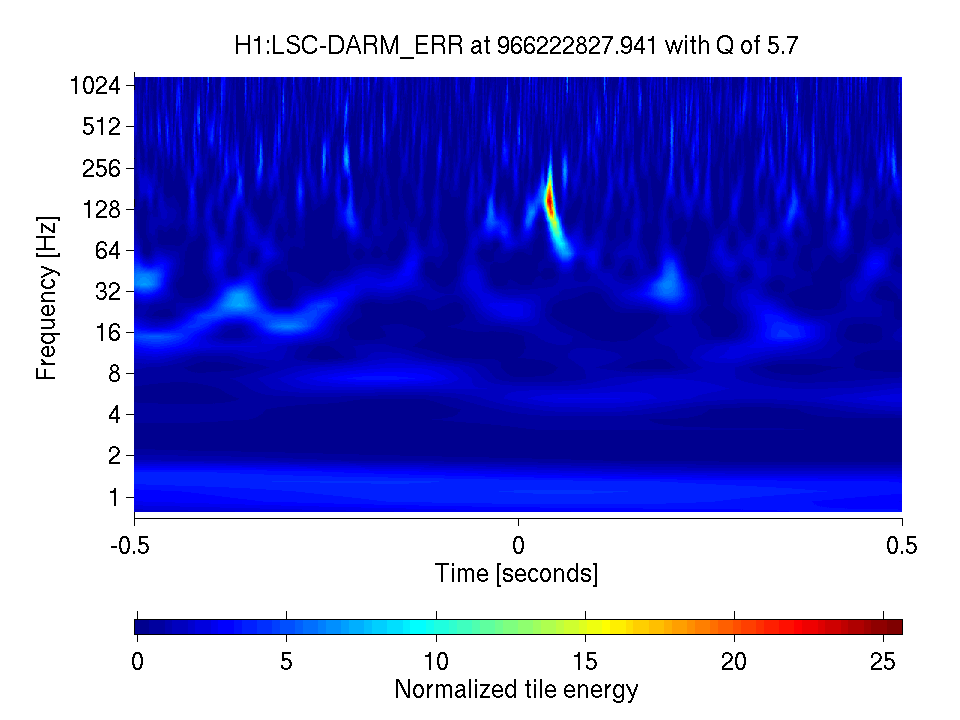 H1:LSC-DARM_ERR at 966222827.941 with Q of 5.7
Frequency [Hz]
1024
512
256
128
64
32
16
8
4
2
1
-0.5 0 0.5
Time [seconds]
0 5 10 15 20 25
Normalized tile energy